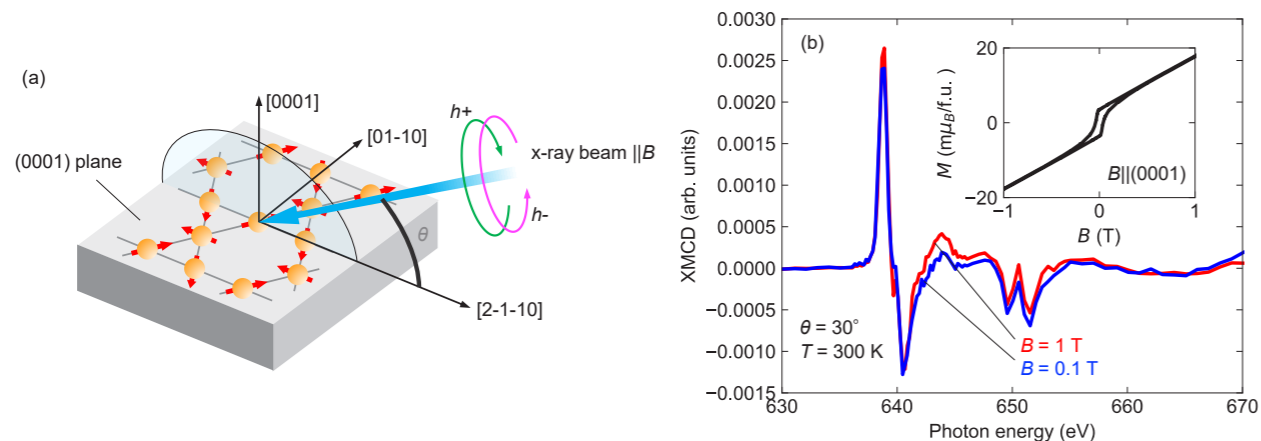 (a)
[0001]
[01-10]
(0001) plane
h+
x-ray beam ||B
h-
θ
[2-1-10]
(b)
XMCD (arb. units)
0.0030
0.0025
0.0020
0.0015
0.0010
0.0005
0.0000
−0.0005
−0.0010
−0.0015
630
640
650
660
670
Photon energy (eV)
θ = 30°
T = 300 K
B = 1 T
B = 0.1 T
M (mμB/f.u. )
20
0
−20
B||(0001)
−1
0
1
B (T)